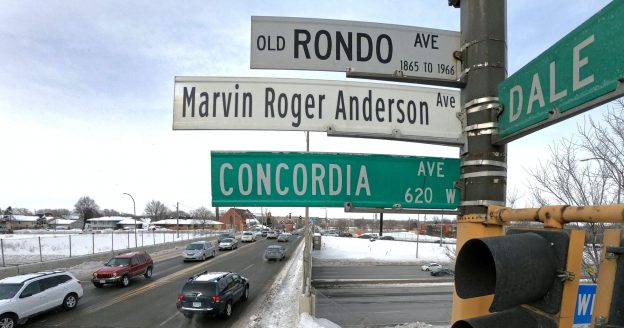 OLD RONDO AVE
1865 TO 1966
Marvin Roger Anderson Ave
CONCORDIA AVE
620 W
DALE